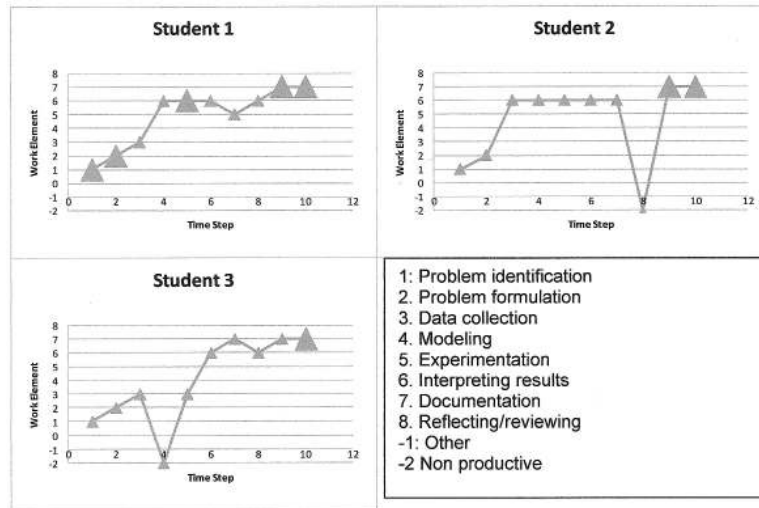 Student 1
8
7
6
5
4
3
2
1
0
-1
-2
Work Element
0 2 4 6 8 10 12
Time Step
Student 2
8
7
6
5
4
3
2
1
0
-1
-2
Work Element
0 2 4 6 8 10 12
Time Step
Student 3
8
7
6
5
4
3
2
1
0
-1
-2
Work Element
0 2 4 6 8 10 12
Time Step
1: Problem identification
2. Problem formulation
3. Data collection
4. Modeling
5. Experimentation
6. Interpreting results
7. Documentation
8. Reflecting/reviewing
-1: Other
-2 Non productive